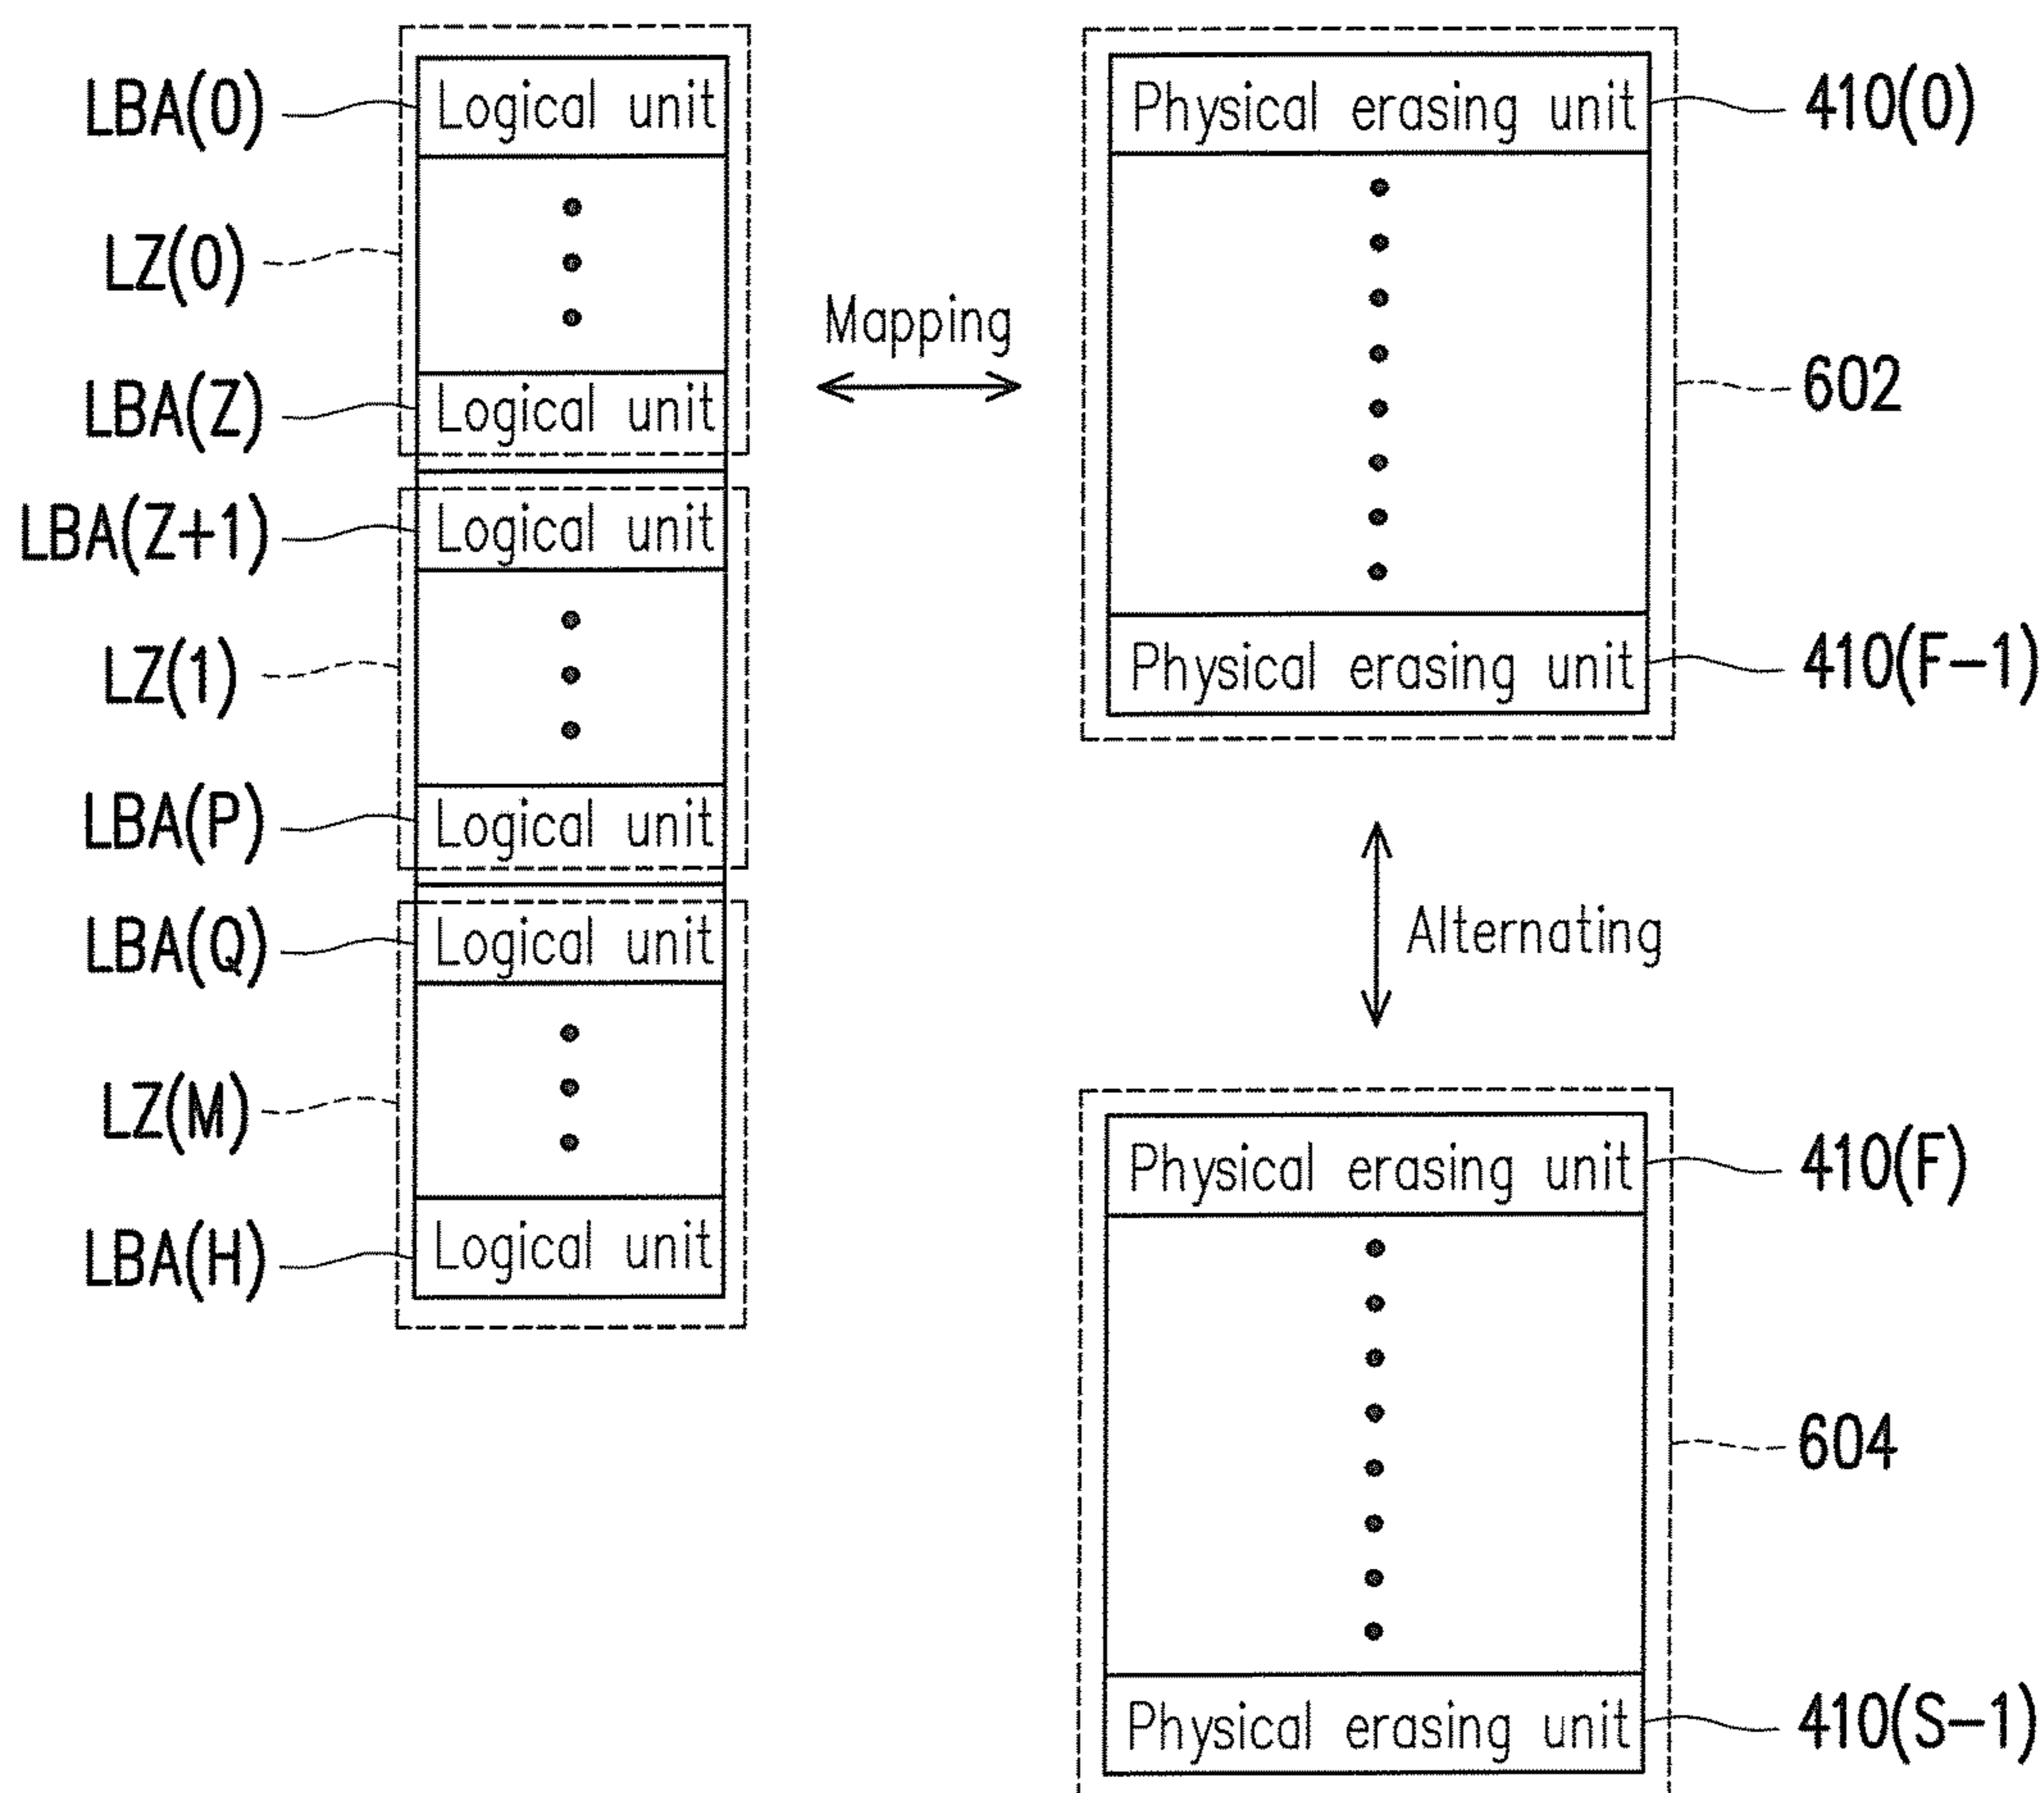 LBA(0)
Logical unit
LZ(0)
LBA(Z)
Logical unit
LBA(Z+1)
Logical unit
LZ(1)
LBA(P)
Logical unit
LBA(Q)
Logical unit
LZ(M)
LBA(H)
Logical unit
Mapping
Physical erasing unit
410(0)
602
Physical erasing unit
410(F-1)
Alternating
Physical erasing unit
410(F)
604
Physical erasing unit
410(S-1)